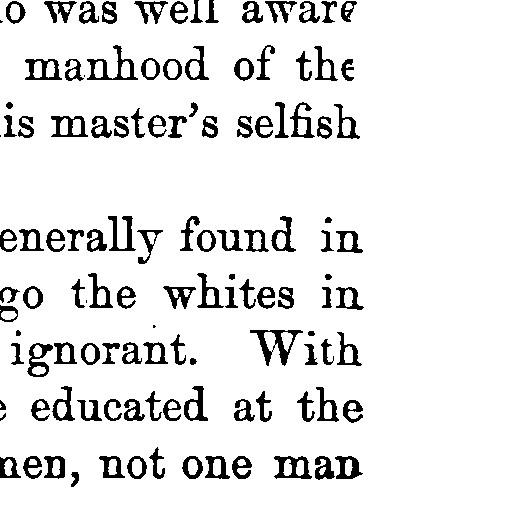 was well aware
manhood of the
is master's selfish
enerally found in
go the whites in
ignorant. With
educated at the
men, not one man